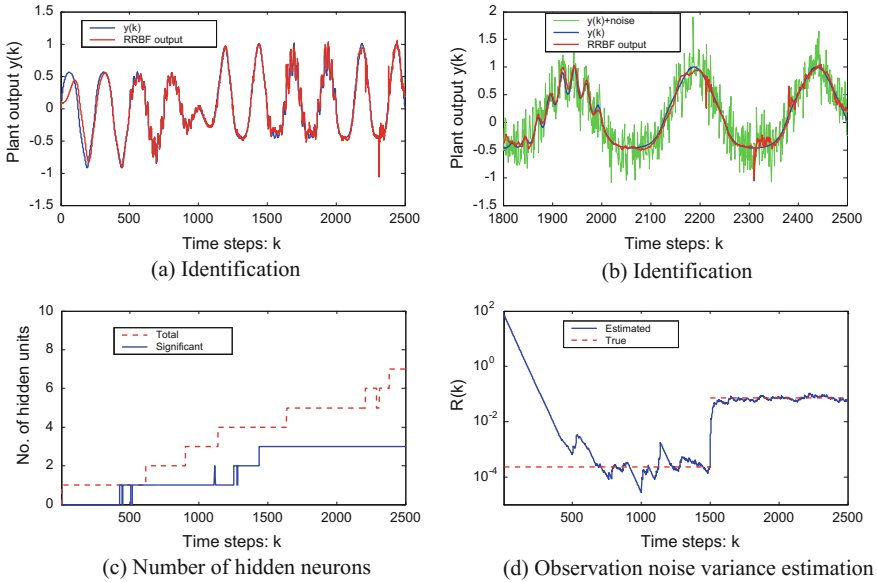 1.5
1
0.5
0
-0.5
-1
-1.5
0
500
1000
1500
2000
2500
Plant output y(k)
Time steps: k
y(k)
RRBF output
(a) Identification
2
1.5
1
0.5
0
-0.5
-1
-1.5
1800
1900
2000
2100
2200
2300
2400
2500
Plant output y(k)
Time steps: k
y(k)+noise
y(k)
RRBF output
(b) Identification
10
8
6
4
2
0
500
1000
1500
2000
2500
No. of hidden units
Time steps: k
Total
Significant
(c) Number of hidden neurons
10²
10⁰
10⁻²
10⁻⁴
500
1000
1500
2000
2500
R(k)
Time steps: k
Estimated
True
(d) Observation noise variance estimation